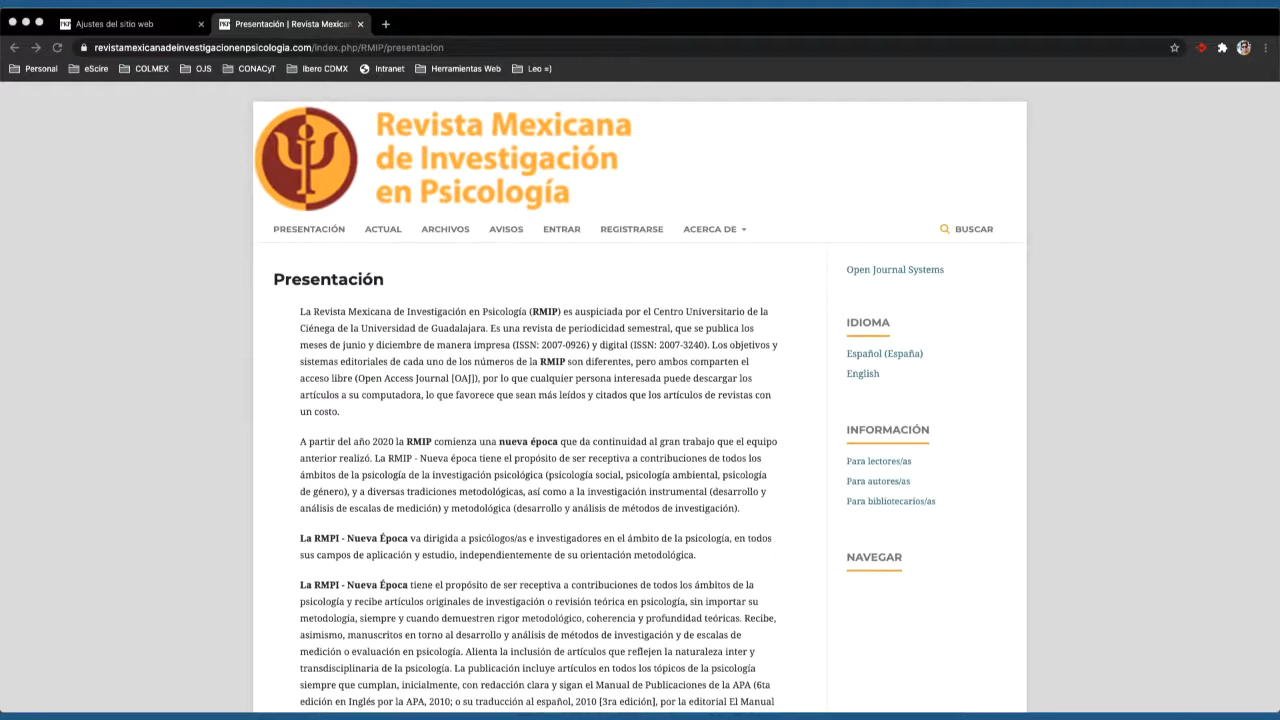 PKP Ajustes del sitio web
PKP Presentación | Revista Mexican
revistamexicanadeinvestigacionenpsicologia.com/index.php/RMIP/presentacion
Personal eScire COLMEX OJS CONACyT Ibero CDMX Intranet Herramientas Web Leo =)
Revista Mexicana
de Investigación
en Psicología
PRESENTACIÓN ACTUAL ARCHIVOS AVISOS ENTRAR REGISTRARSE ACERCA DE BUSCAR
Presentación
La Revista Mexicana de Investigación en Psicología (RMIP) es auspiciada por el Centro Universitario de la
Ciénega de la Universidad de Guadalajara. Es una revista de periodicidad semestral, que se publica los
meses de junio y diciembre de manera impresa (ISSN: 2007-0926) y digital (ISSN: 2007-3240). Los objetivos y
sistemas editoriales de cada uno de los números de la RMIP son diferentes, pero ambos comparten el
acceso libre (Open Access Journal [OAJ]), por lo que cualquier persona interesada puede descargar los
artículos a su computadora, lo que favorece que sean más leídos y citados que los artículos de revistas con
un costo.
A partir del año 2020 la RMIP comienza una nueva época que da continuidad al gran trabajo que el equipo
anterior realizó. La RMIP - Nueva época tiene el propósito de ser receptiva a contribuciones de todos los
ámbitos de la psicología de la investigación psicológica (psicología social, psicología ambiental, psicología
de género), y a diversas tradiciones metodológicas, así como a la investigación instrumental (desarrollo y
análisis de escalas de medición) y metodológica (desarrollo y análisis de métodos de investigación).
La RMPI - Nueva Época va dirigida a psicólogos/as e investigadores en el ámbito de la psicología, en todos
sus campos de aplicación y estudio, independientemente de su orientación metodológica.
La RMPI - Nueva Época tiene el propósito de ser receptiva a contribuciones de todos los ámbitos de la
psicología y recibe artículos originales de investigación o revisión teórica en psicología, sin importar su
metodología, siempre y cuando demuestren rigor metodológico, coherencia y profundidad teóricas. Recibe,
asimismo, manuscritos en torno al desarrollo y análisis de métodos de investigación y de escalas de
medición o evaluación en psicología. Alienta la inclusión de artículos que reflejen la naturaleza inter y
transdisciplinaria de la psicología. La publicación incluye artículos en todos los tópicos de la psicología
siempre que cumplan, inicialmente, con redacción clara y sigan el Manual de Publicaciones de la APA (6ta
edición en Inglés por la APA, 2010; o su traducción al español, 2010 [3ra edición], por la editorial El Manual
Open Journal Systems
IDIOMA
Español (España)
English
INFORMACIÓN
Para lectores/as
Para autores/as
Para bibliotecarios/as
NAVEGAR